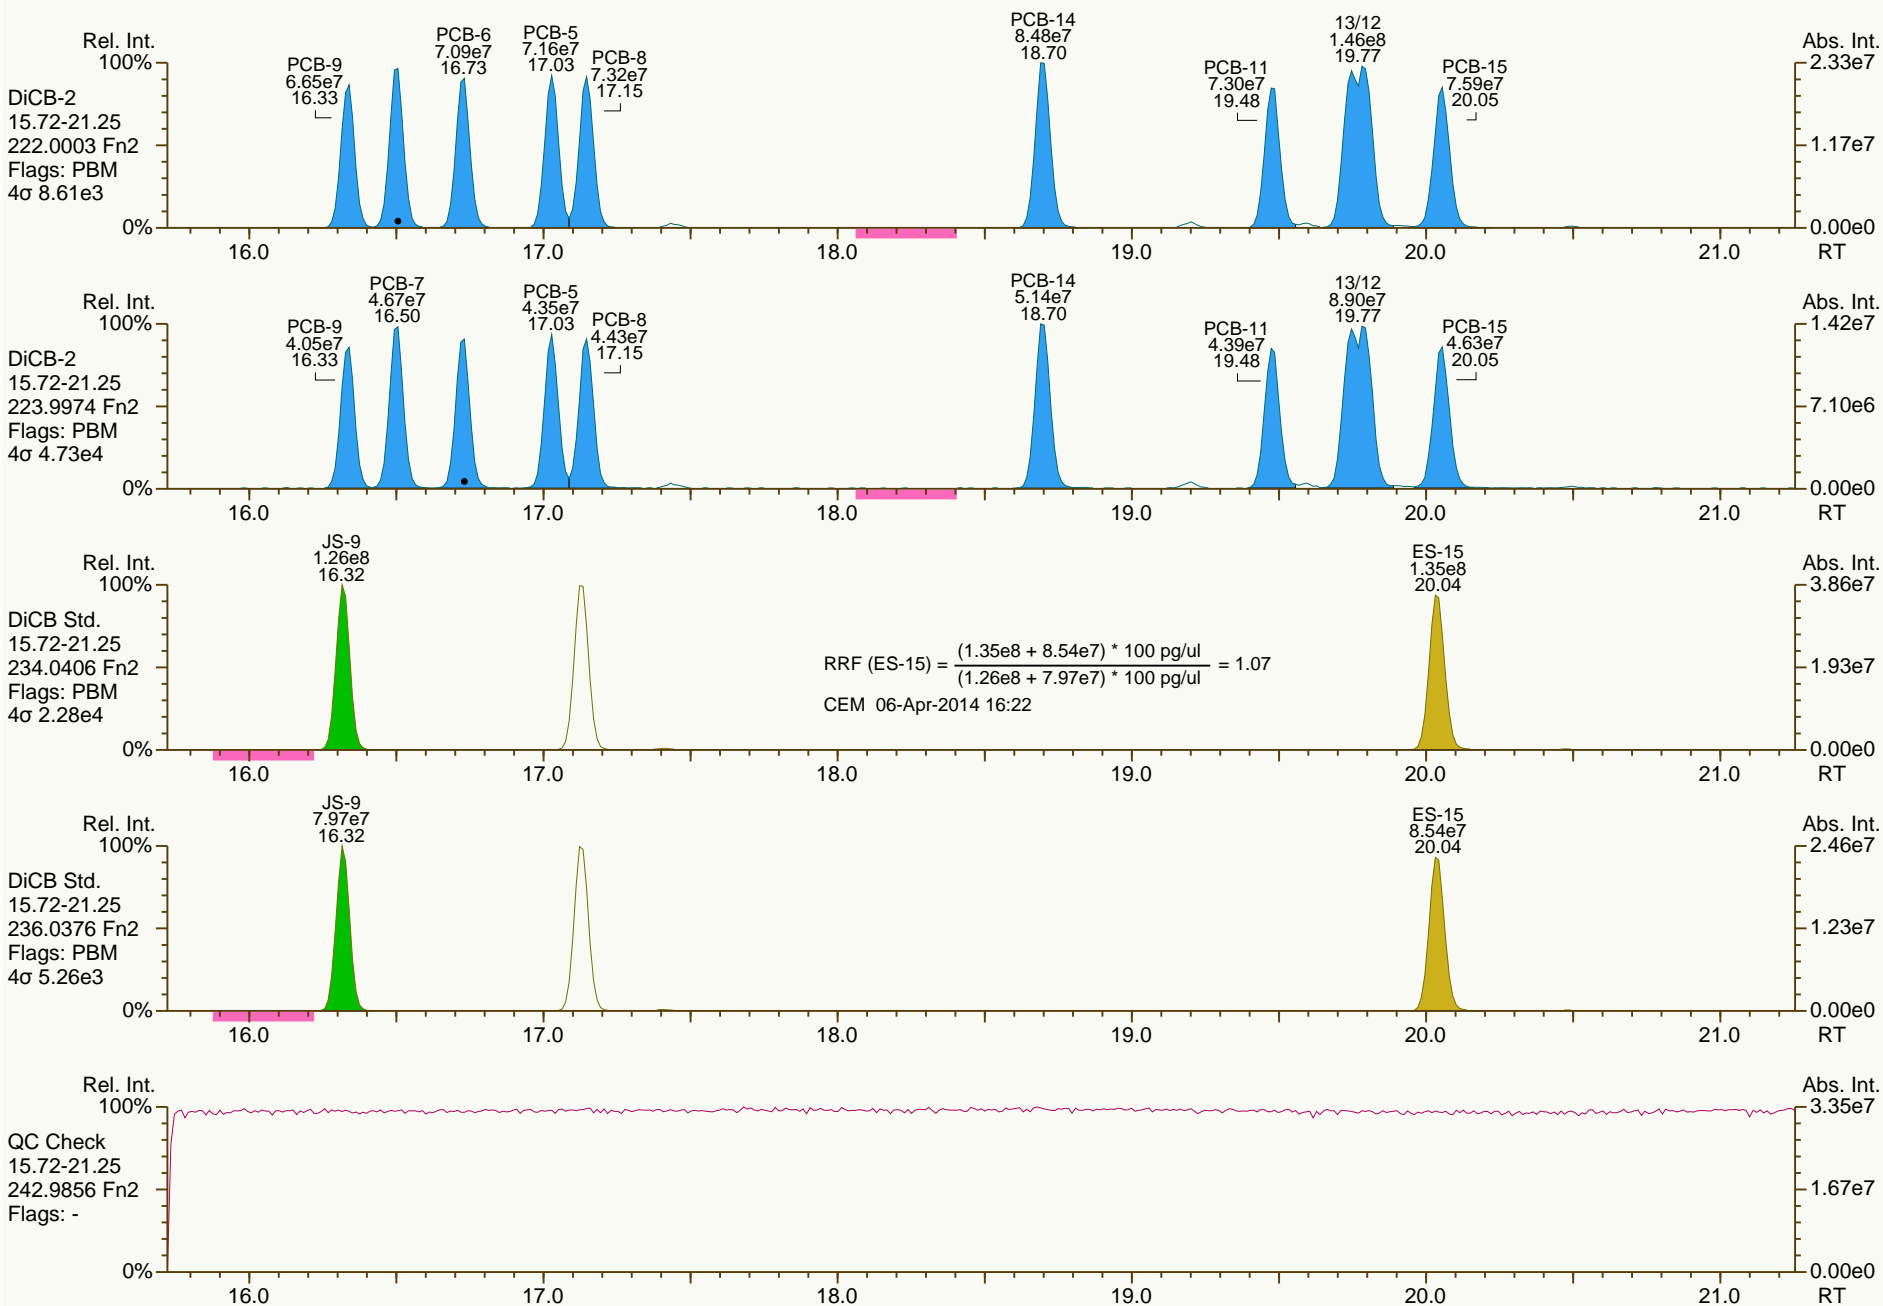 Rel. Int.
100%
0%
DiCB-2
15.72-21.25
222.0003 Fn2
Flags: PBM
4σ 8.61e3
PCB-9
6.65e7
16.33
PCB-6
7.09e7
16.73
PCB-5
7.16e7
17.03
PCB-8
7.32e7
17.15
PCB-14
8.48e7
18.70
PCB-11
7.30e7
19.48
13/12
1.46e8
19.77
PCB-15
7.59e7
20.05
Abs. Int.
2.33e7
1.17e7
0.00e0
16.0 17.0 18.0 19.0 20.0 21.0 RT
Rel. Int.
100%
0%
DiCB-2
15.72-21.25
223.9974 Fn2
Flags: PBM
4σ 4.73e4
PCB-9
4.05e7
16.33
PCB-7
4.67e7
16.50
PCB-5
4.35e7
17.03
PCB-8
4.43e7
17.15
PCB-14
5.14e7
18.70
PCB-11
4.39e7
19.48
13/12
8.90e7
19.77
PCB-15
4.63e7
20.05
Abs. Int.
1.42e7
7.10e6
0.00e0
16.0 17.0 18.0 19.0 20.0 21.0 RT
Rel. Int.
100%
0%
DiCB Std.
15.72-21.25
234.0406 Fn2
Flags: PBM
4σ 2.28e4
JS-9
1.26e8
16.32
RRF (ES-15) = (1.35e8 + 8.54e7) * 100 pg/ul
(1.26e8 + 7.97e7) * 100 pg/ul = 1.07
CEM 06-Apr-2014 16:22
ES-15
1.35e8
20.04
Abs. Int.
3.86e7
1.93e7
0.00e0
16.0 17.0 18.0 19.0 20.0 21.0 RT
Rel. Int.
100%
0%
DiCB Std.
15.72-21.25
236.0376 Fn2
Flags: PBM
4σ 5.26e3
JS-9
7.97e7
16.32
ES-15
8.54e7
20.04
Abs. Int.
2.46e7
1.23e7
0.00e0
16.0 17.0 18.0 19.0 20.0 21.0 RT
Rel. Int.
100%
0%
QC Check
15.72-21.25
242.9856 Fn2
Flags: -
Abs. Int.
3.35e7
1.67e7
0.00e0
16.0 17.0 18.0 19.0 20.0 21.0 RT